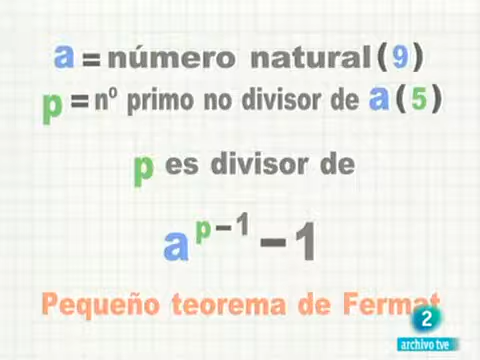 a = número natural (9)
p = nº primo no divisor de a (5)
p es divisor de
a^{p-1} - 1
Pequeño teorema de Fermat
2
archivo tve